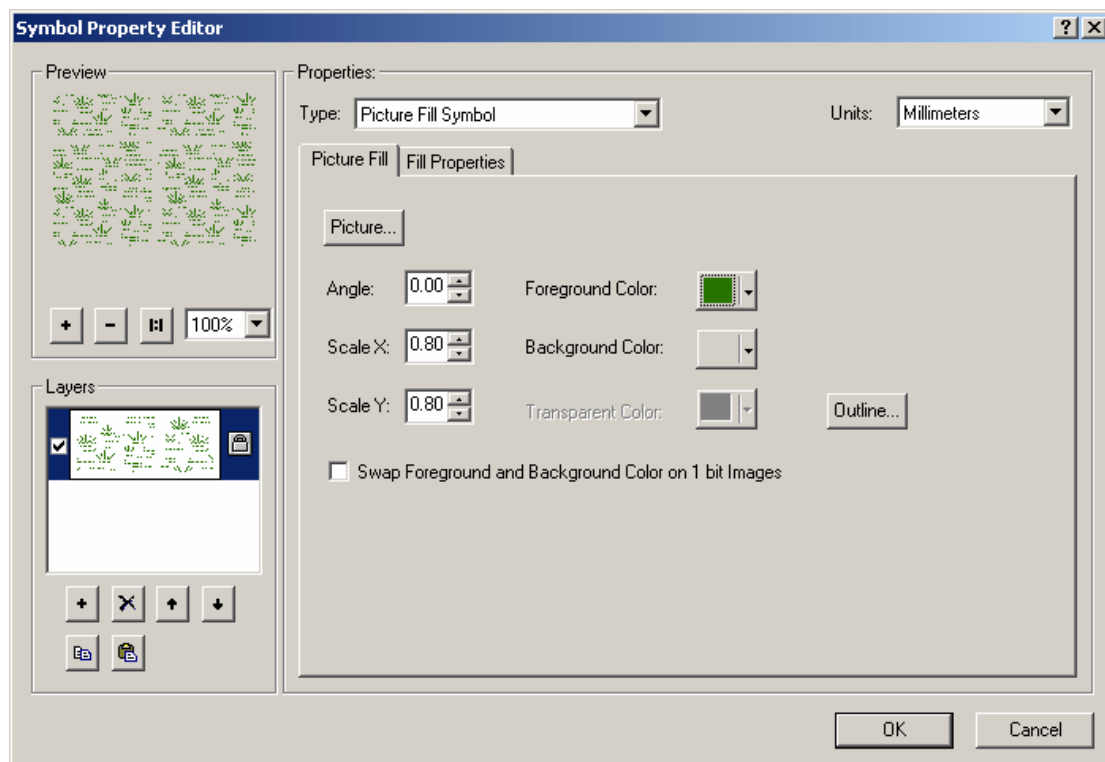 Symbol Property Editor
Preview
100%
Layers
Properties:
Type: Picture Fill Symbol Units: Millimeters
Picture Fill Fill Properties
Picture...
Angle: 0.00 Foreground Color:
Scale X: 0.80 Background Color:
Scale Y: 0.80 Transparent Color: Outline...
Swap Foreground and Background Color on 1 bit Images
OK Cancel